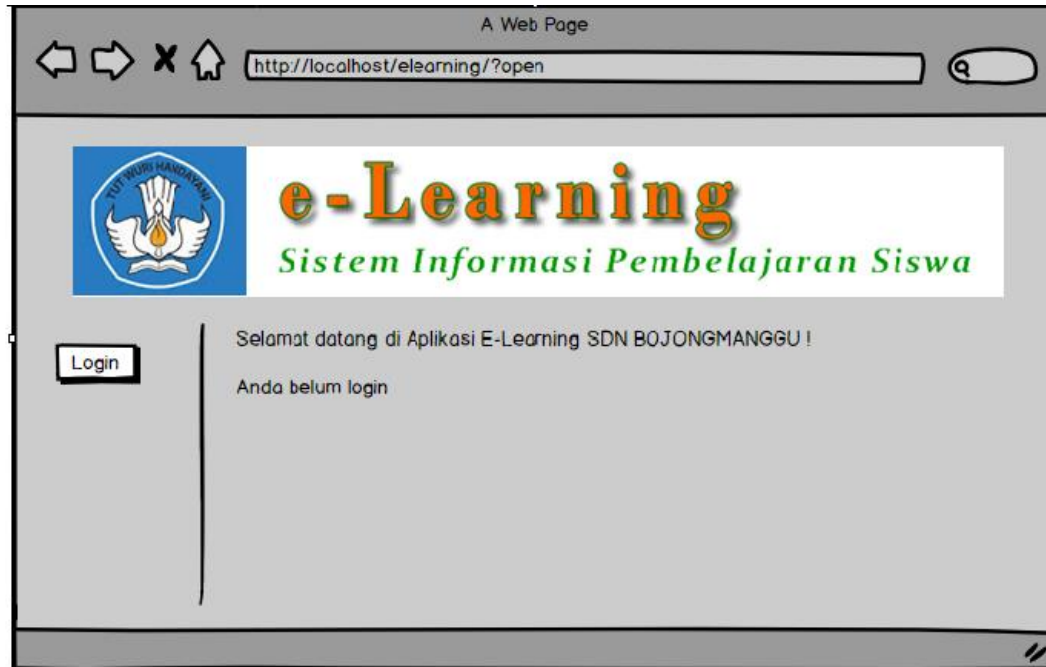 A Web Page
http://localhost/elearning/?open
TUT WURI HANDAYANI
e-Learning
Sistem Informasi Pembelajaran Siswa
Login
Selamat datang di Aplikasi E-Learning SDN BOJONGMANGGU !
Anda belum login